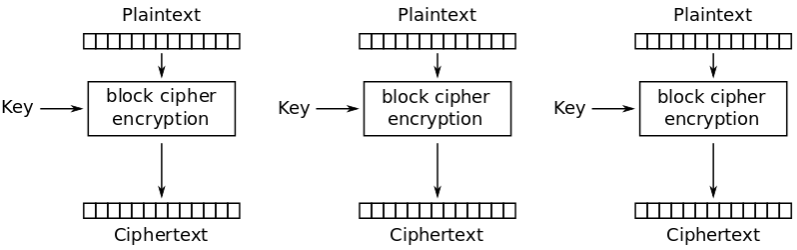 Plaintext
Plaintext
Plaintext
Key
block cipher
encryption
Key
block cipher
encryption
Key
block cipher
encryption
Ciphertext
Ciphertext
Ciphertext